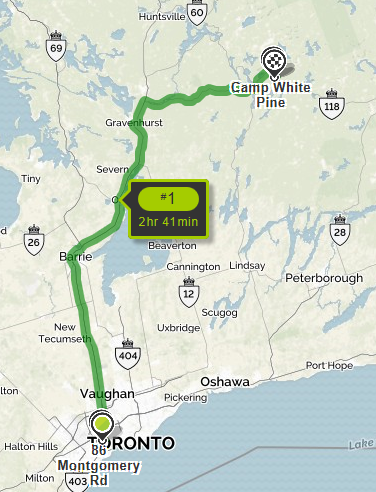 Huntsville
60
69
Camp White
Pine
118
Gravenhurst
Severn
Tiny
#1
2hr 41min
26
28
Barrie
Beaverton
Cannington
Lindsay
Peterborough
12
Scugog
New
Tecumseth
Uxbridge
404
Port Hope
Oshawa
Vaughan
Pickering
TORONTO
86
Montgomery
Rd
Halton Hills
Milton
403
Lake